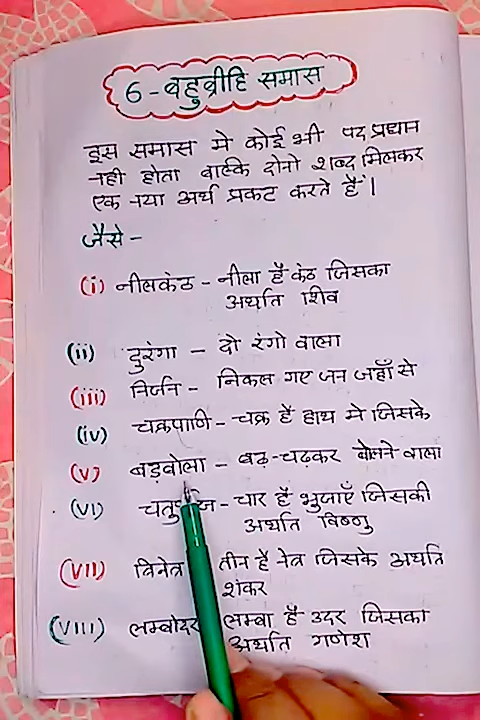 6-बहुव्रीहि समास
इस समास मे कोई भी पद प्रधान
नही होता बल्कि दोनो शब्द मिलकर
एक नया अर्थ प्रकट करते हैं।
जैसे -
(i) नीलकंठ - नीला है कंठ जिसका
अर्थात शिव
(ii) दुरंगा - दो रंगो वाला
(iii) निर्जन - निकल गए जन जहाँ से
(iv) चक्रपाणि - चक्र है हाथ मे जिसके
(v) बड़बोला - बढ़-चढ़कर बोलने वाला
(VI) - चार है भुजाएँ जिसकी
अर्थात विष्णु
(VII) त्रिनेत्र तीन है नेत्र जिसके अर्थात
शंकर
(VIII) लम्बोदर लम्बा है उदर जिसका
अर्थात गणेश